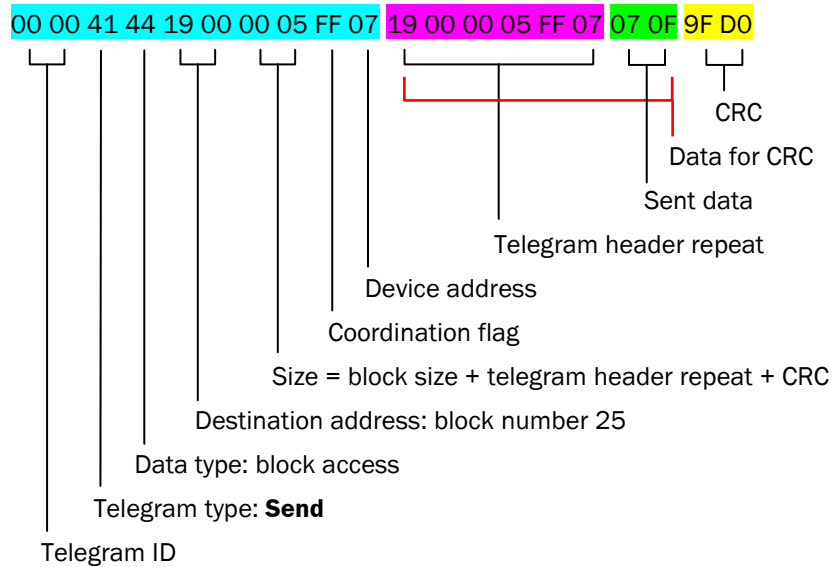 00 00 41 44 19 00 00 05 FF 07 19 00 00 05 FF 07 07 0F 9F D0
CRC
Data for CRC
Sent data
Telegram header repeat
Device address
Coordination flag
Size = block size + telegram header repeat + CRC
Destination address: block number 25
Data type: block access
Telegram type: Send
Telegram ID